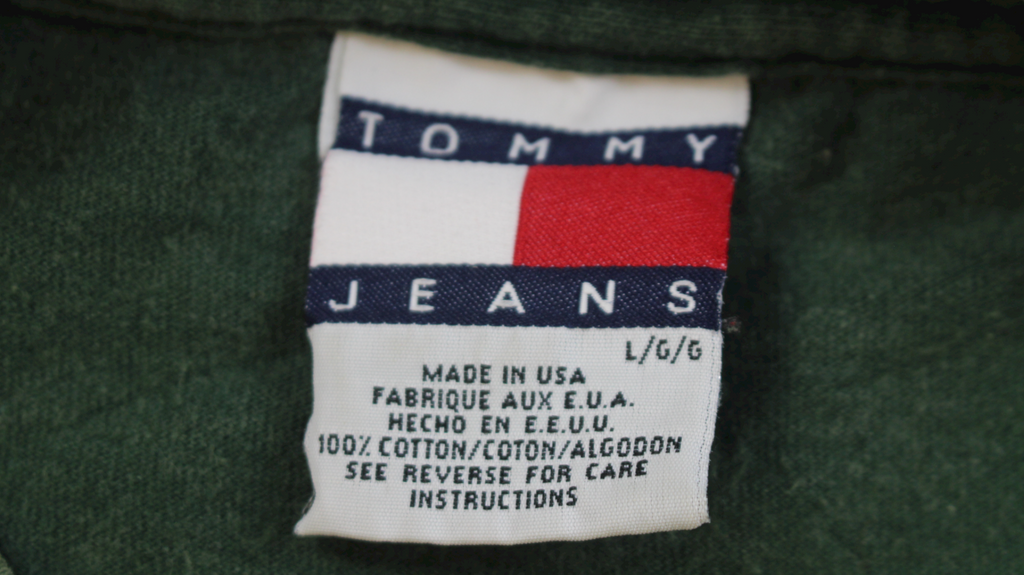 TOMMY
JEANS
L/G/G
MADE IN USA
FABRIQUE AUX E.U.A.
HECHO EN E.E.U.U.
100% COTTON/COTON/ALGODON
SEE REVERSE FOR CARE
INSTRUCTIONS